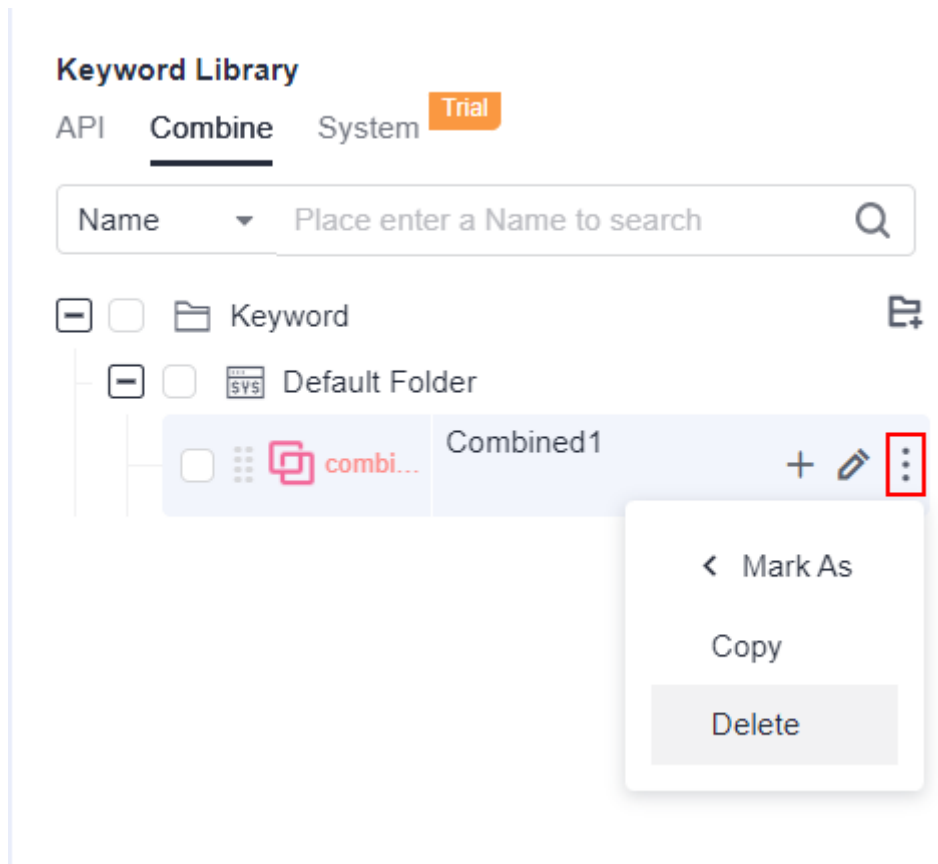 Keyword Library
API Combine System Trial
Name Place enter a Name to search
Keyword
sys Default Folder
combi... Combined1
Mark As
Copy
Delete